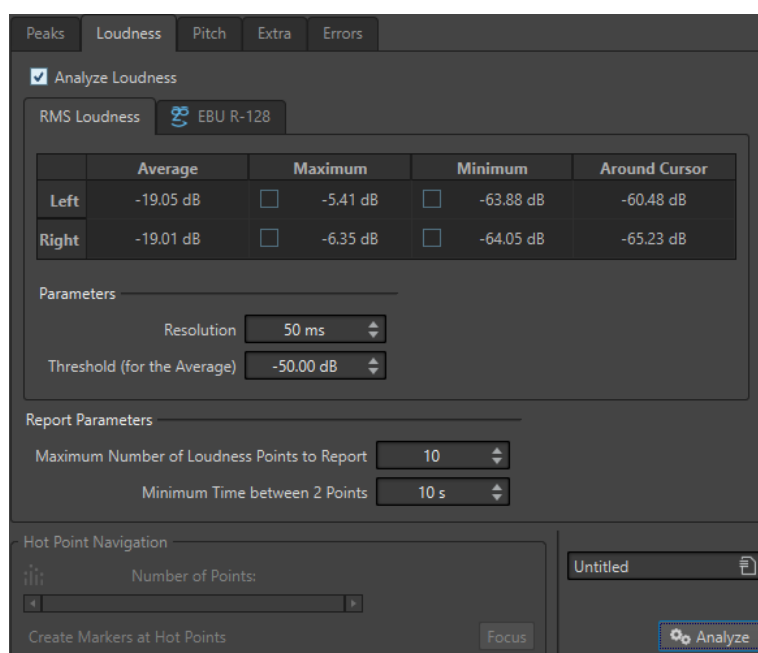 Peaks Loudness Pitch Extra Errors
Analyze Loudness
RMS Loudness EBU R-128
Average Maximum Minimum Around Cursor
Left -19.05 dB -5.41 dB -63.88 dB -60.48 dB
Right -19.01 dB -6.35 dB -64.05 dB -65.23 dB
Parameters
Resolution 50 ms
Threshold (for the Average) -50.00 dB
Report Parameters
Maximum Number of Loudness Points to Report 10
Minimum Time between 2 Points 10 s
Hot Point Navigation
Number of Points:
Untitled
Create Markers at Hot Points Focus Analyze